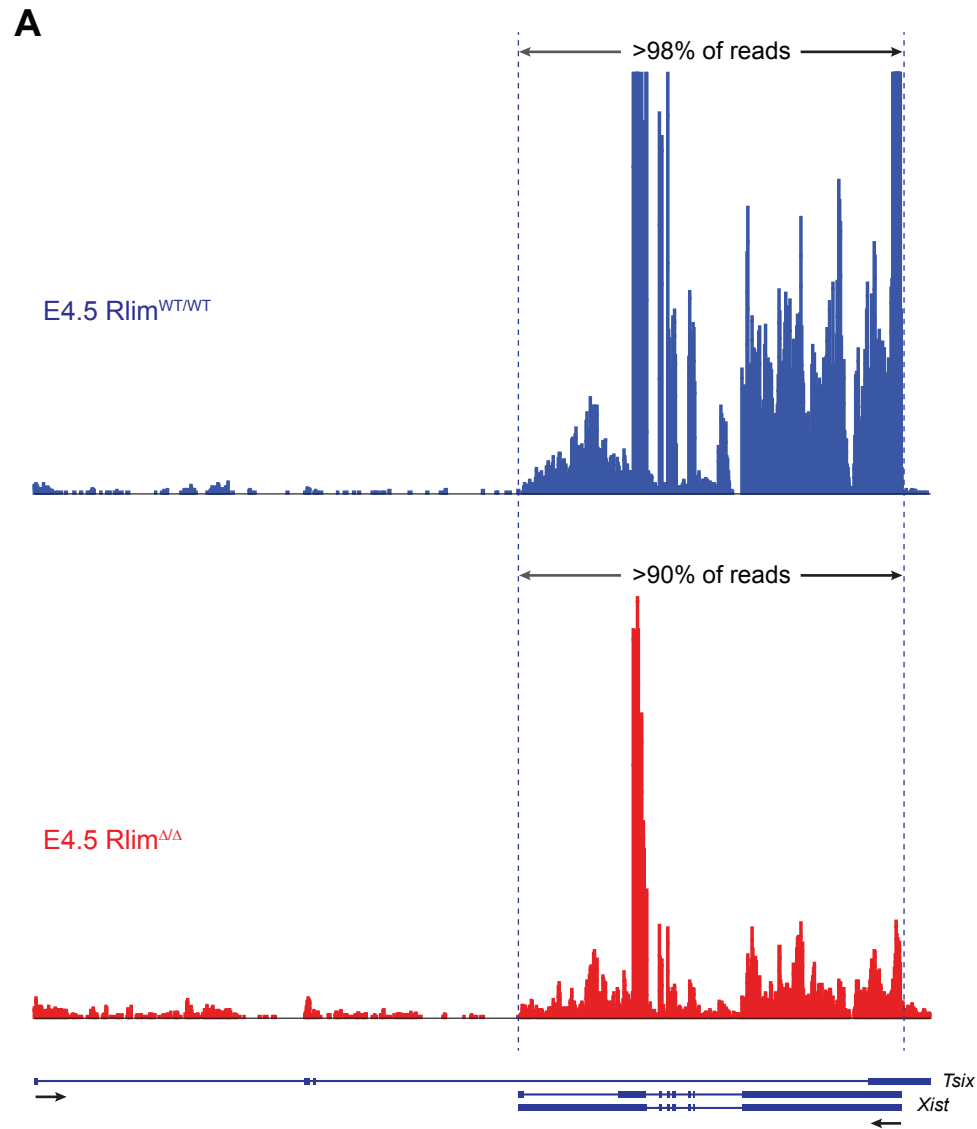 A
>98% of reads
E4.5 Rlim^WT/WT
>90% of reads
E4.5 Rlim^Δ/Δ
Tsix
Xist